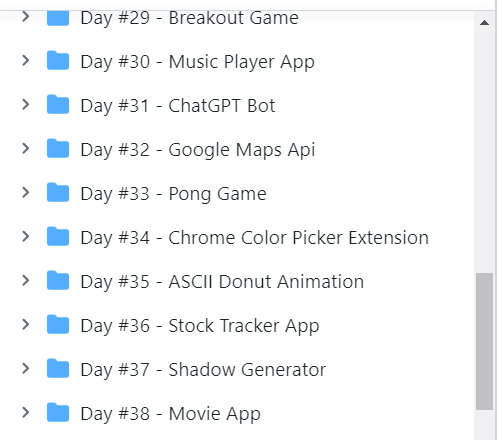 Day #29 - Breakout Game
Day #30 - Music Player App
Day #31 - ChatGPT Bot
Day #32 - Google Maps Api
Day #33 - Pong Game
Day #34 - Chrome Color Picker Extension
Day #35 - ASCII Donut Animation
Day #36 - Stock Tracker App
Day #37 - Shadow Generator
Day #38 - Movie App